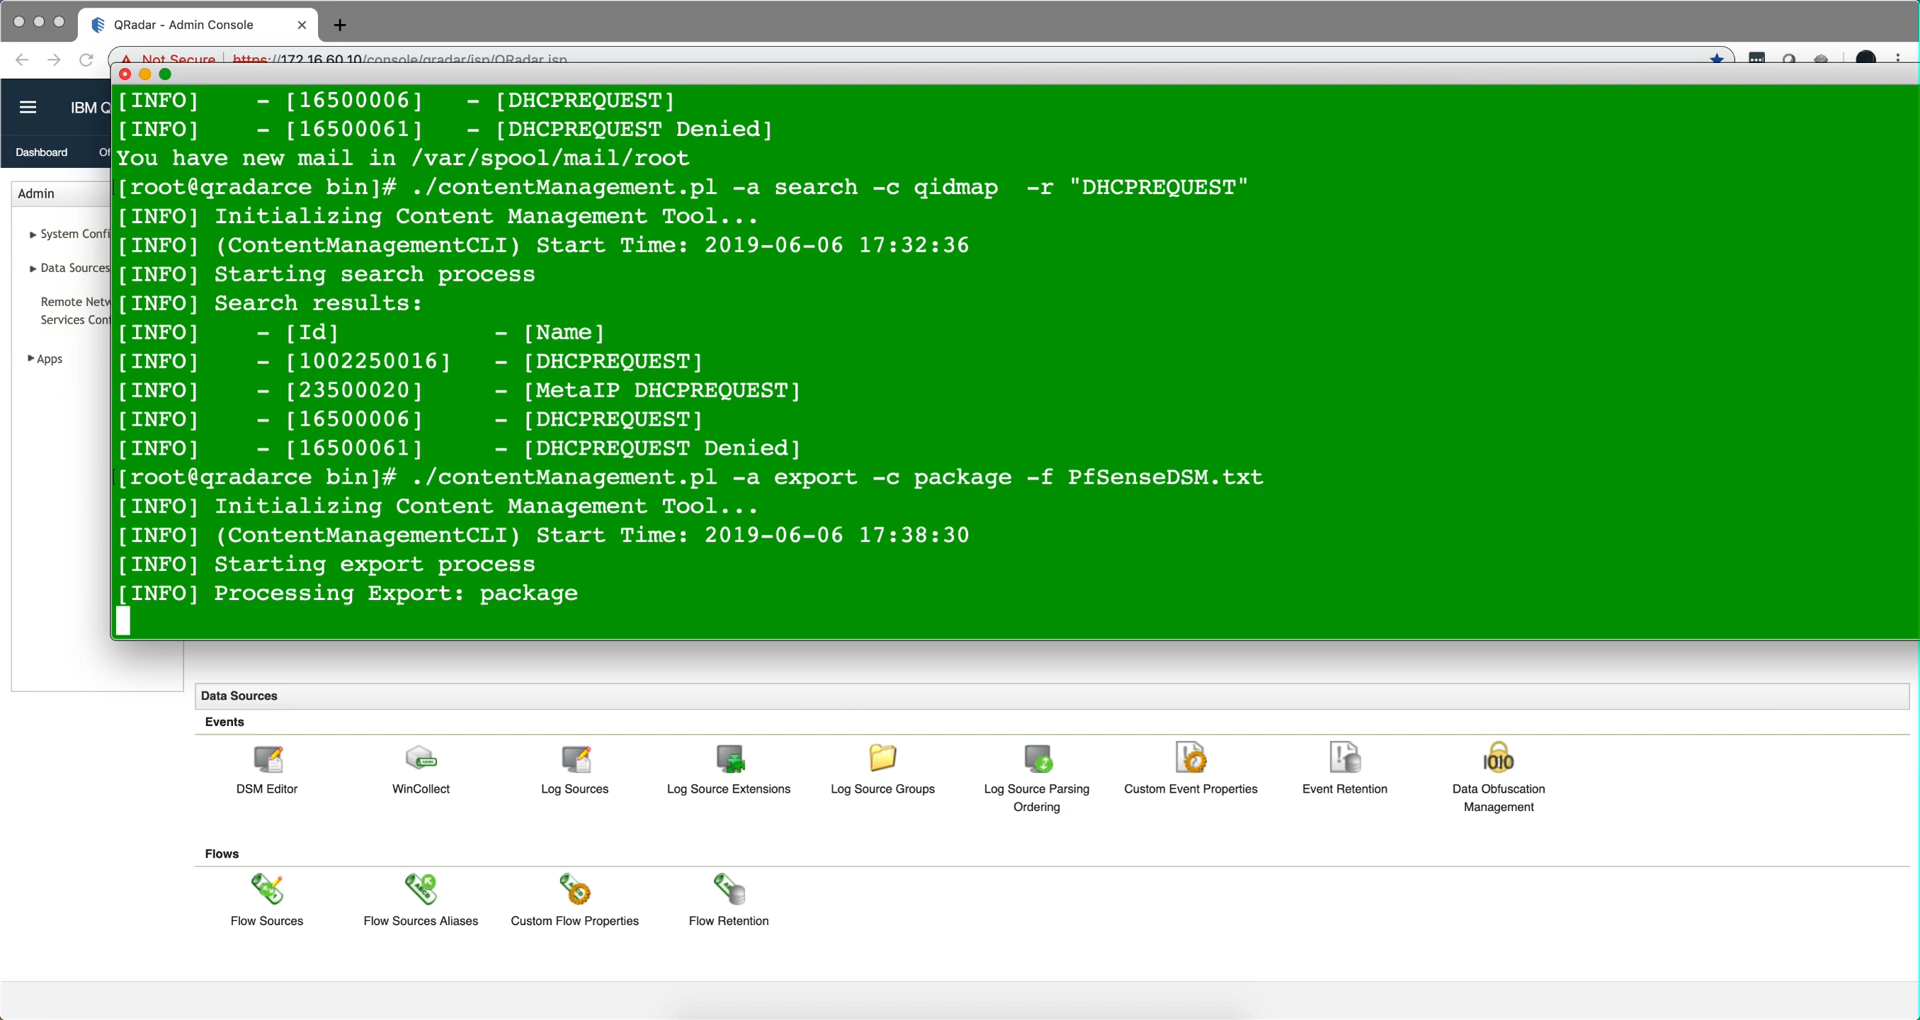 QRadar - Admin Console
Not Secure https://172.16.60.10/console/qradar/jsp/QRadar.jsp
IBM Q
Dashboard Of
Admin
System Confi
Data Sources
Remote Netw
Services Conf
Apps
[INFO] - [16500006] - [DHCPREQUEST]
[INFO] - [16500061] - [DHCPREQUEST Denied]
You have new mail in /var/spool/mail/root
[root@qradarce bin]# ./contentManagement.pl -a search -c qidmap -r "DHCPREQUEST"
[INFO] Initializing Content Management Tool...
[INFO] (ContentManagementCLI) Start Time: 2019-06-06 17:32:36
[INFO] Starting search process
[INFO] Search results:
[INFO] - [Id] - [Name]
[INFO] - [1002250016] - [DHCPREQUEST]
[INFO] - [23500020] - [MetaIP DHCPREQUEST]
[INFO] - [16500006] - [DHCPREQUEST]
[INFO] - [16500061] - [DHCPREQUEST Denied]
[root@qradarce bin]# ./contentManagement.pl -a export -c package -f PfSenseDSM.txt
[INFO] Initializing Content Management Tool...
[INFO] (ContentManagementCLI) Start Time: 2019-06-06 17:38:30
[INFO] Starting export process
[INFO] Processing Export: package
Data Sources
Events
DSM Editor
WinCollect
Log Sources
Log Source Extensions
Log Source Groups
Log Source Parsing
Ordering
Custom Event Properties
Event Retention
Data Obfuscation
Management
Flows
Flow Sources
Flow Sources Aliases
Custom Flow Properties
Flow Retention